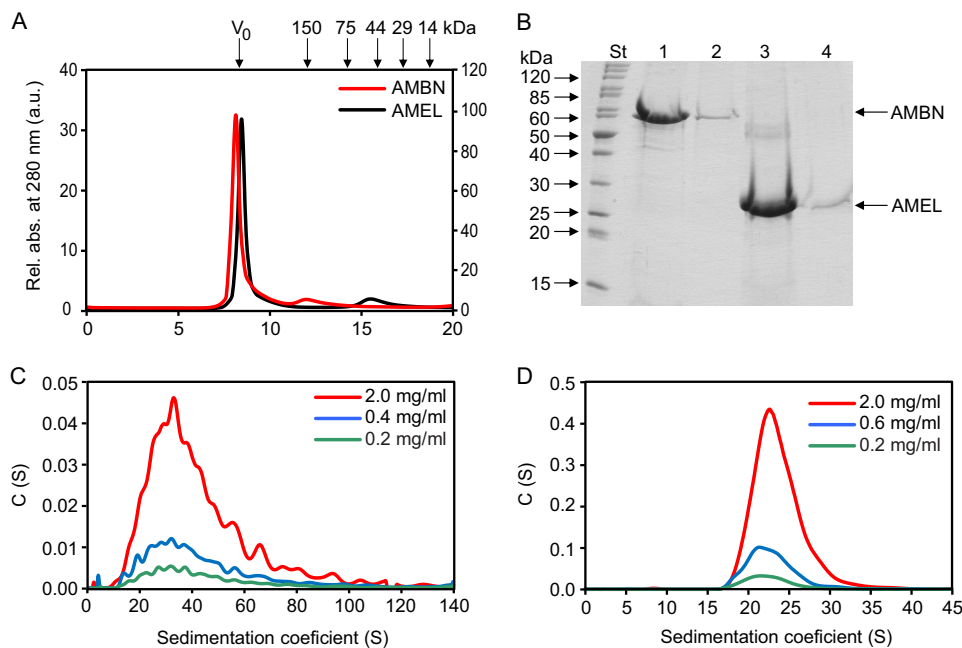 A
V0 150 75 44 29 14 kDa
40 120
AMBN
AMEL
30 100
80
20 60
40
10 20
0 0
Rel. abs. at 280 nm (a.u.)
0 5 10 15 20
B
kDa St 1 2 3 4
120
85
60
50
40
30
25
20
15
AMBN
AMEL
C
0.05
0.04
0.03
0.02
0.01
0.00
C (S)
2.0 mg/ml
0.4 mg/ml
0.2 mg/ml
0 20 40 60 80 100 120 140
Sedimentation coeficient (S)
D
0.5
0.4
0.3
0.2
0.1
0.0
C (S)
2.0 mg/ml
0.6 mg/ml
0.2 mg/ml
0 5 10 15 20 25 30 35 40 45
Sedimentation coeficient (S)